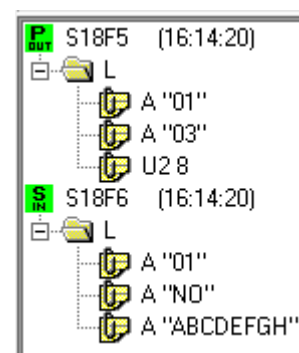 P OUT S18F5 (16:14:20)
L
A "01"
A "03"
U2 8
S IN S18F6 (16:14:20)
L
A "01"
A "NO"
A "ABCDEFGH"